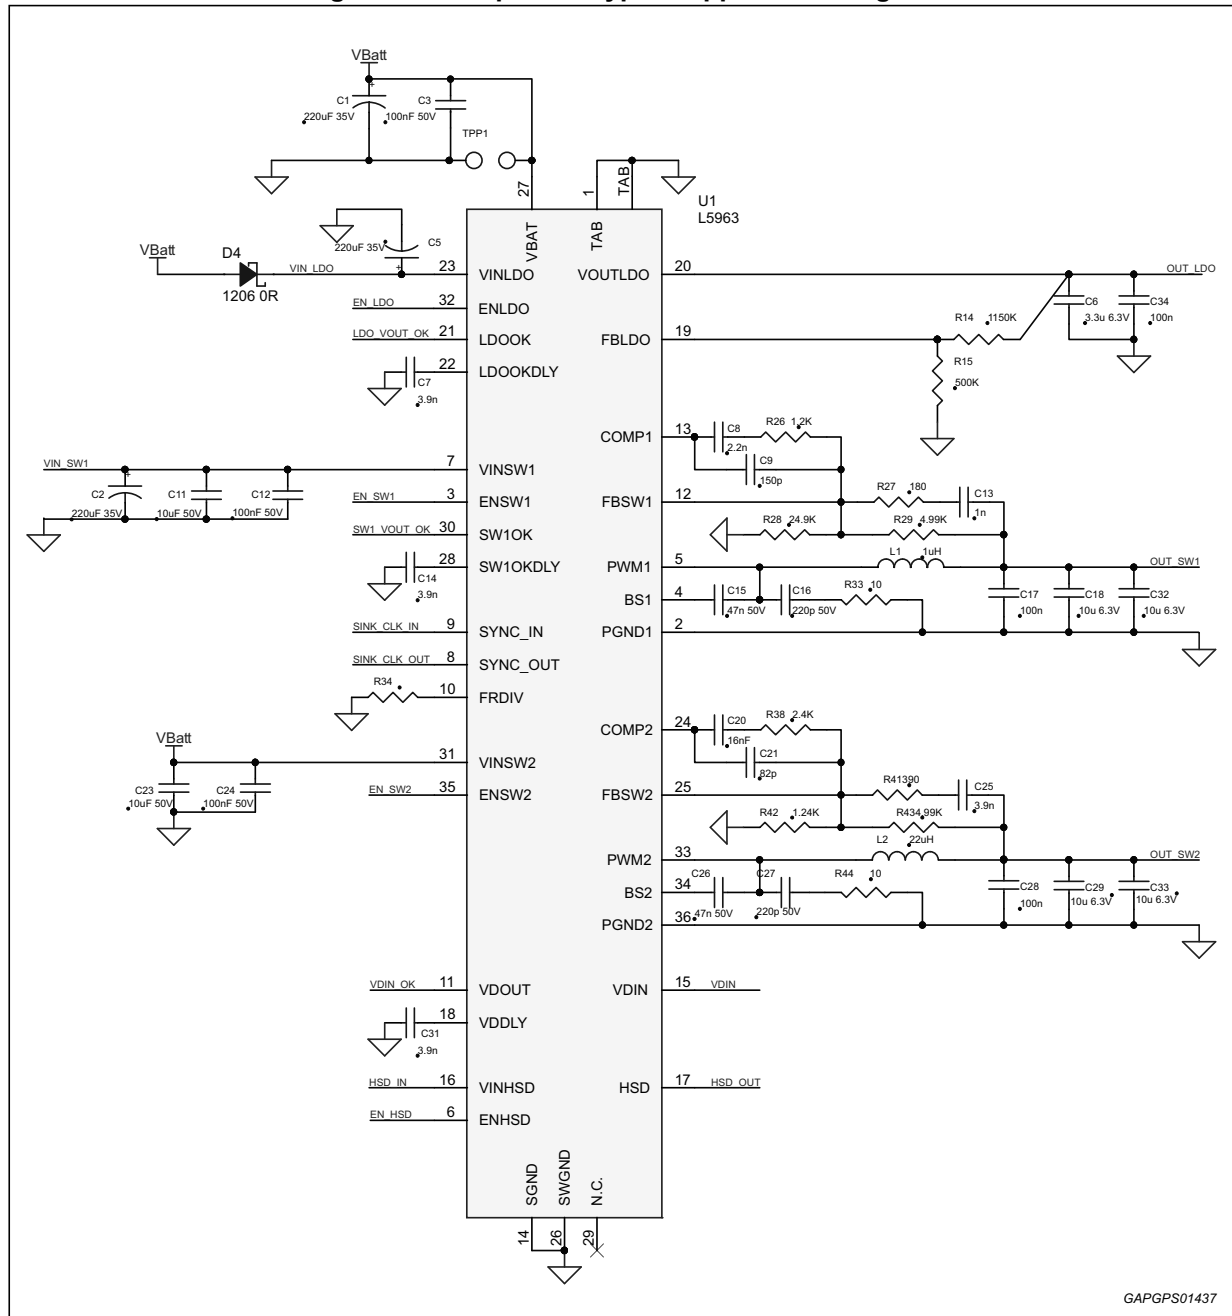 VBatt
C1
220uF 35V
C3
100nF 50V
TPP1
27
1
TAB
U1
L5963
VBAT
TAB
220uF 35V
C5
VBatt
D4
1206 0R
VIN_LDO
23
VINLDO
VOUTLDO
20
OUT_LDO
EN_LDO
32
ENLDO
C6
3.3u 6.3V
C34
100n
LDO_VOUT_OK
21
LDOOK
FBLDO
19
R14
1150K
R15
500K
22
LDOOKDLY
C7
3.9n
COMP1
13
C8
2.2n
R26
1.2K
C9
150p
VIN_SW1
7
VINSW1
C2
220uF 35V
C11
10uF 50V
C12
100nF 50V
EN_SW1
3
ENSW1
FBSW1
12
R27
180
C13
1n
SW1_VOUT_OK
30
SW1OK
R28
24.9K
R29
4.99K
28
SW1OKDLY
C14
3.9n
PWM1
5
L1
1uH
OUT_SW1
BS1
4
C15
47n 50V
C16
220p 50V
R33
10
C17
100n
C18
10u 6.3V
C32
10u 6.3V
SINK_CLK_IN
9
SYNC_IN
PGND1
2
SINK_CLK_OUT
8
SYNC_OUT
R34
10
FRDIV
COMP2
24
C20
16nF
R38
2.4K
C21
82p
VBatt
31
VINSW2
C23
10uF 50V
C24
100nF 50V
EN_SW2
35
ENSW2
FBSW2
25
R41390
C25
3.9n
R42
1.24K
R434.99K
PWM2
33
L2
22uH
OUT_SW2
BS2
34
C26
47n 50V
C27
220p 50V
R44
10
C28
100n
C29
10u 6.3V
C33
10u 6.3V
PGND2
36
VDIN_OK
11
VDOUT
VDIN
15
VDIN
18
VDDLY
C31
3.9n
HSD_IN
16
VINHSD
HSD
17
HSD_OUT
EN_HSD
6
ENHSD
SGND
SWGND
N.C.
14
26
29
GAPGPS01437